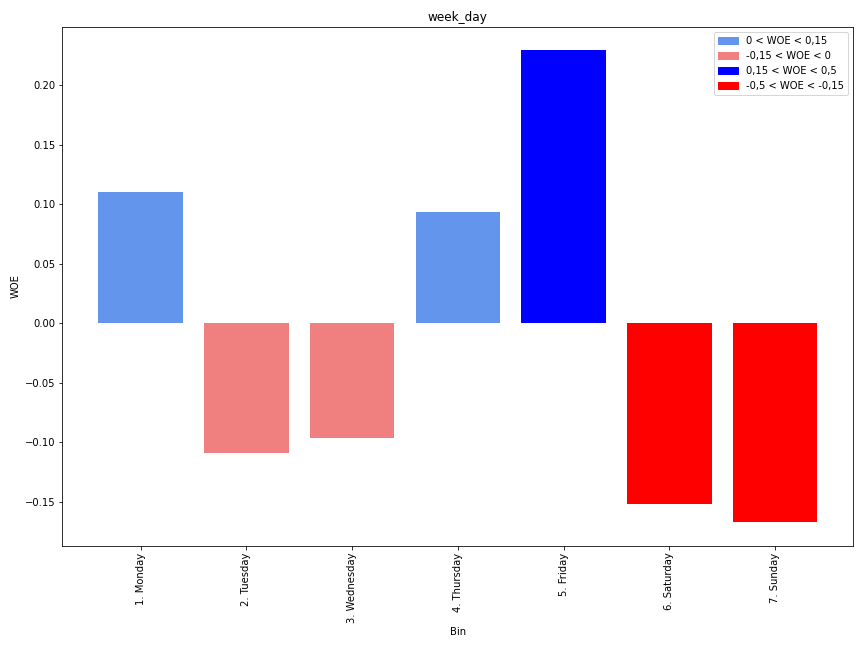 week_day
0 < WOE < 0,15
-0,15 < WOE < 0
0,15 < WOE < 0,5
-0,5 < WOE < -0,15
0.20
0.15
0.10
0.05
0.00
−0.05
−0.10
−0.15
WOE
1. Monday
2. Tuesday
3. Wednesday
4. Thursday
5. Friday
6. Saturday
7. Sunday
Bin